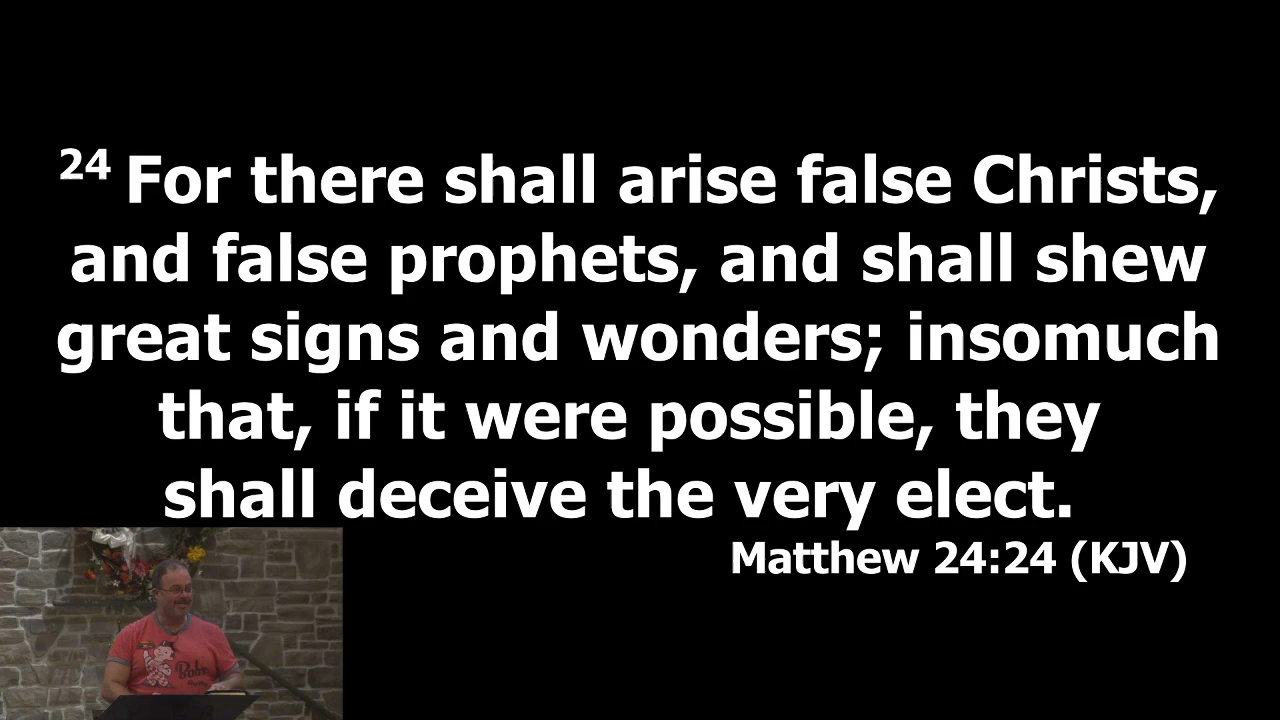 24 For there shall arise false Christs,
and false prophets, and shall shew
great signs and wonders; insomuch
that, if it were possible, they
shall deceive the very elect.
Matthew 24:24 (KJV)